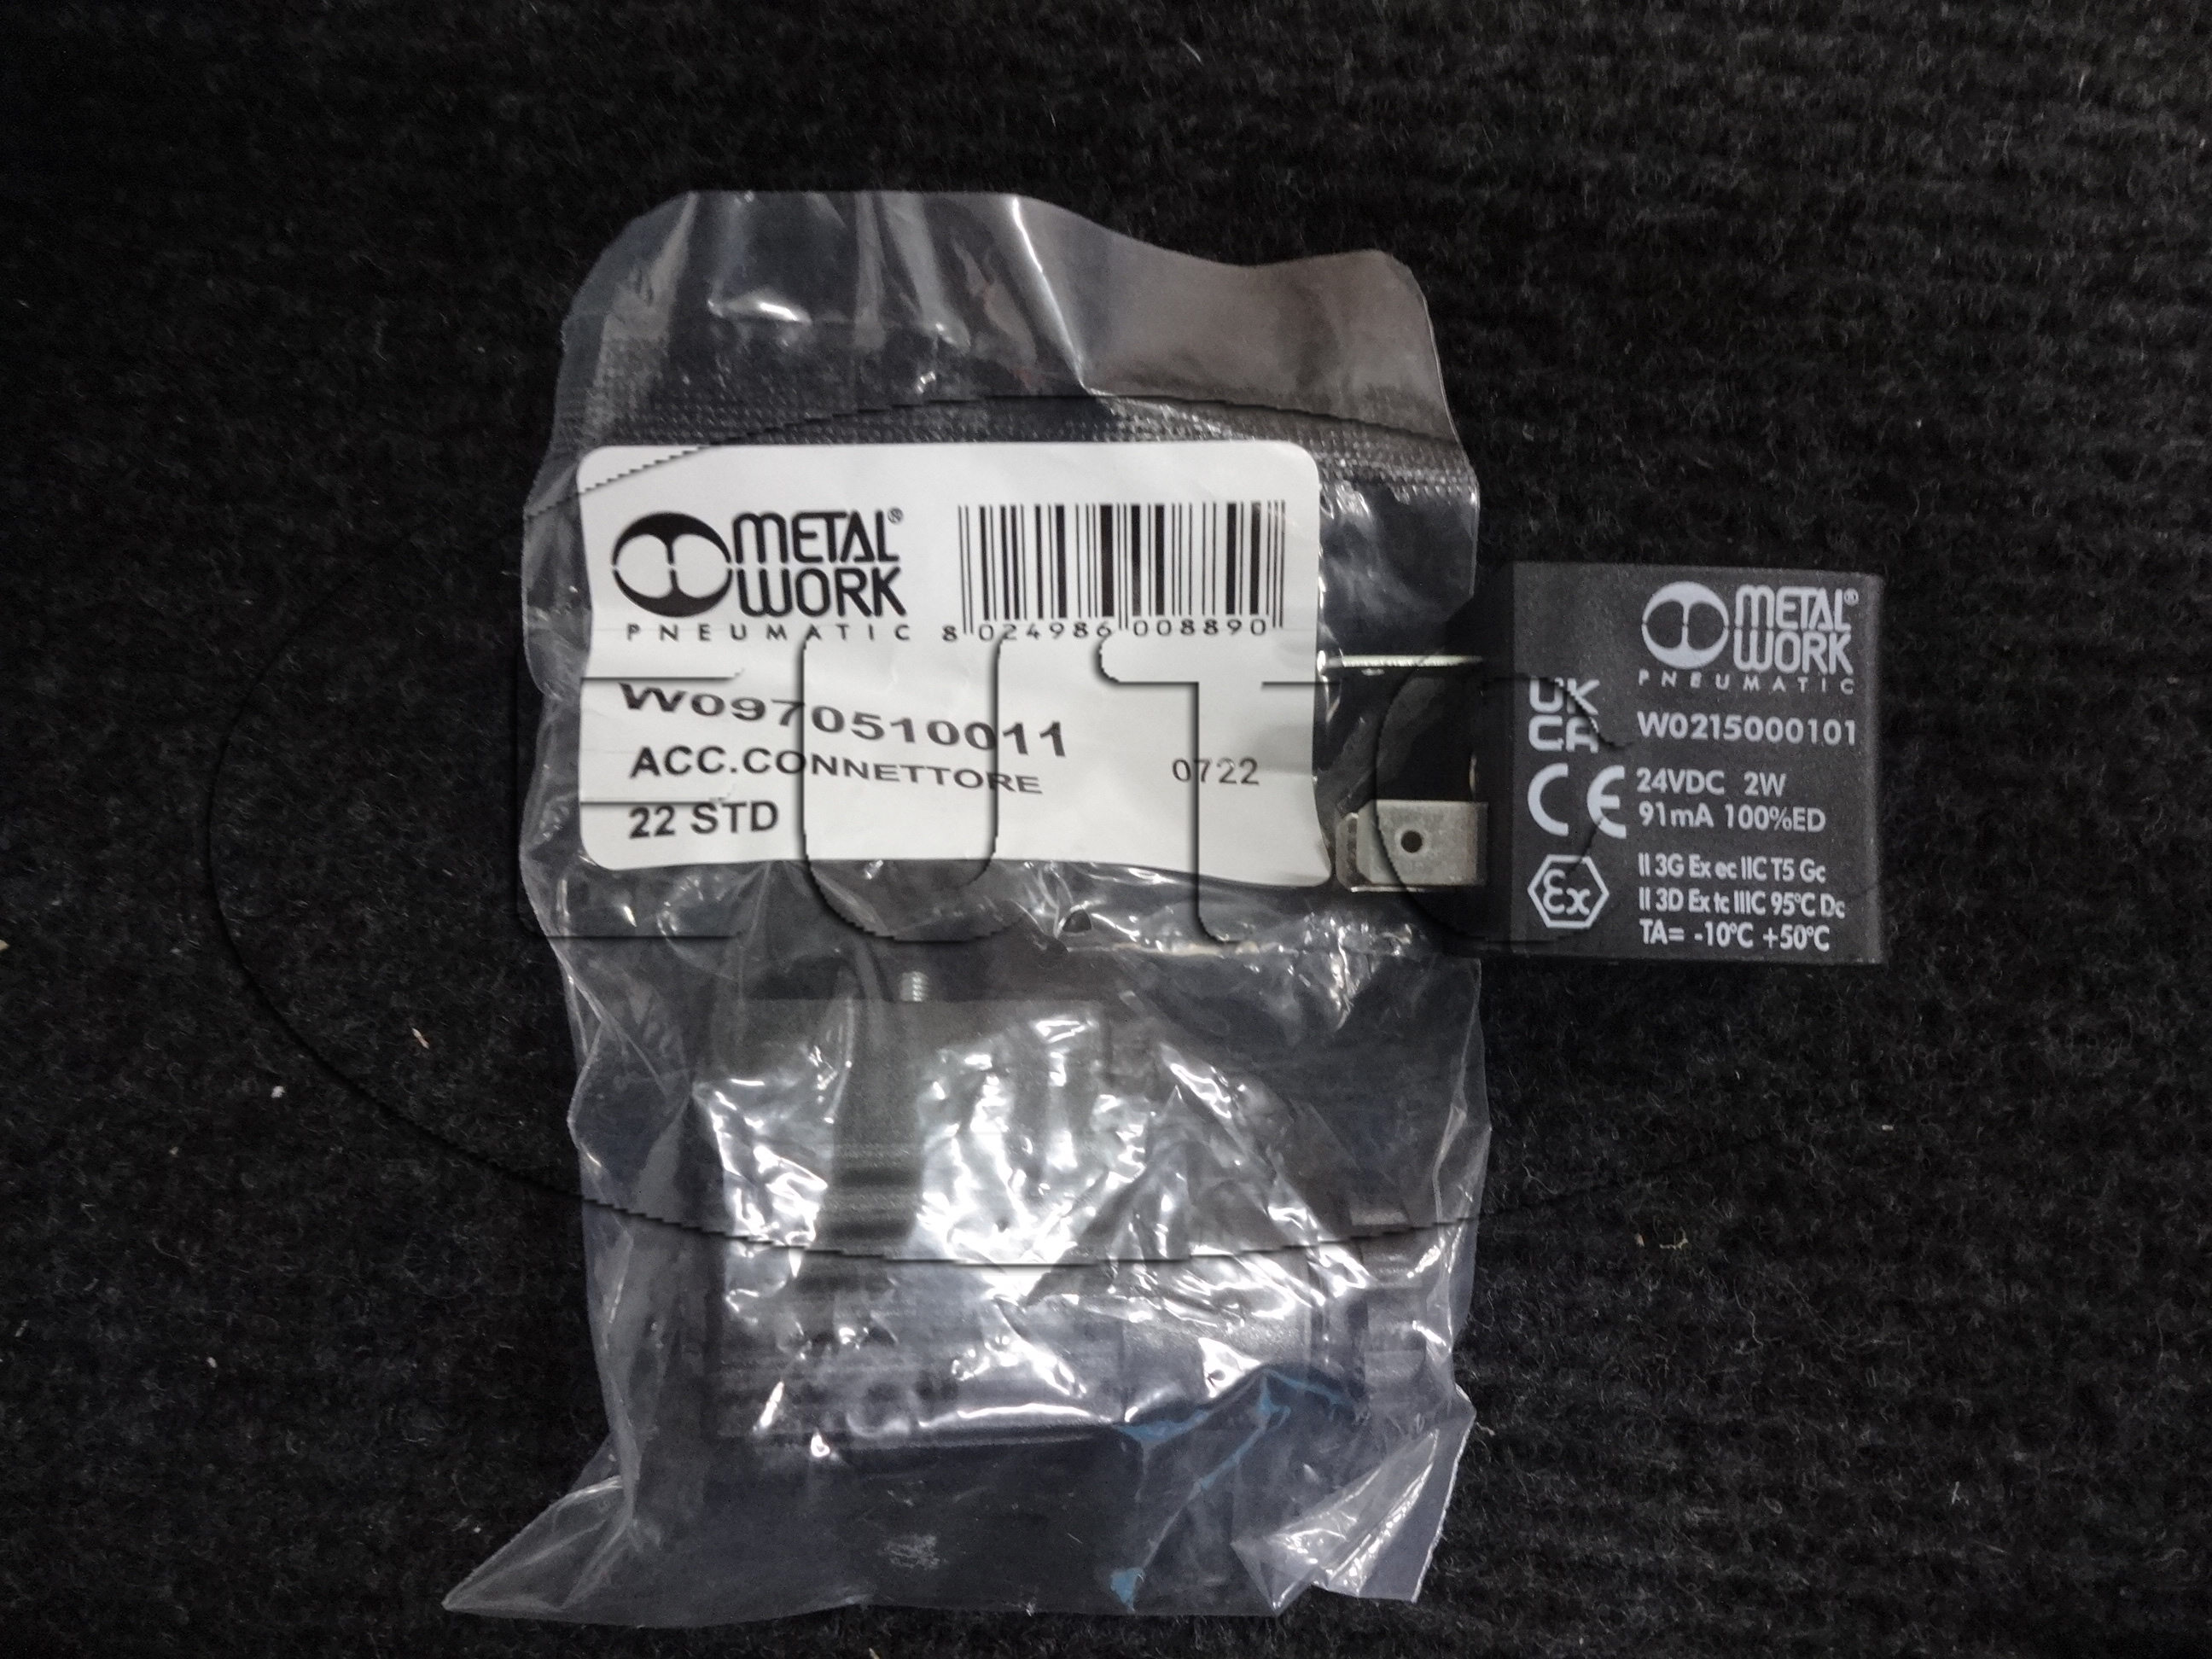 METAL®
WORK
PNEUMATIC
8 024986 008890
W0970510011
ACC.CONNETTORE
0722
22 STD
METAL®
WORK
PNEUMATIC
UK
CA
W0215000101
CE
24VDC 2W
91mA 100%ED
Ex
II 3G Ex ec IIC T5 Gc
II 3D Ex tc IIIC 95°C Dc
TA= -10°C +50°C